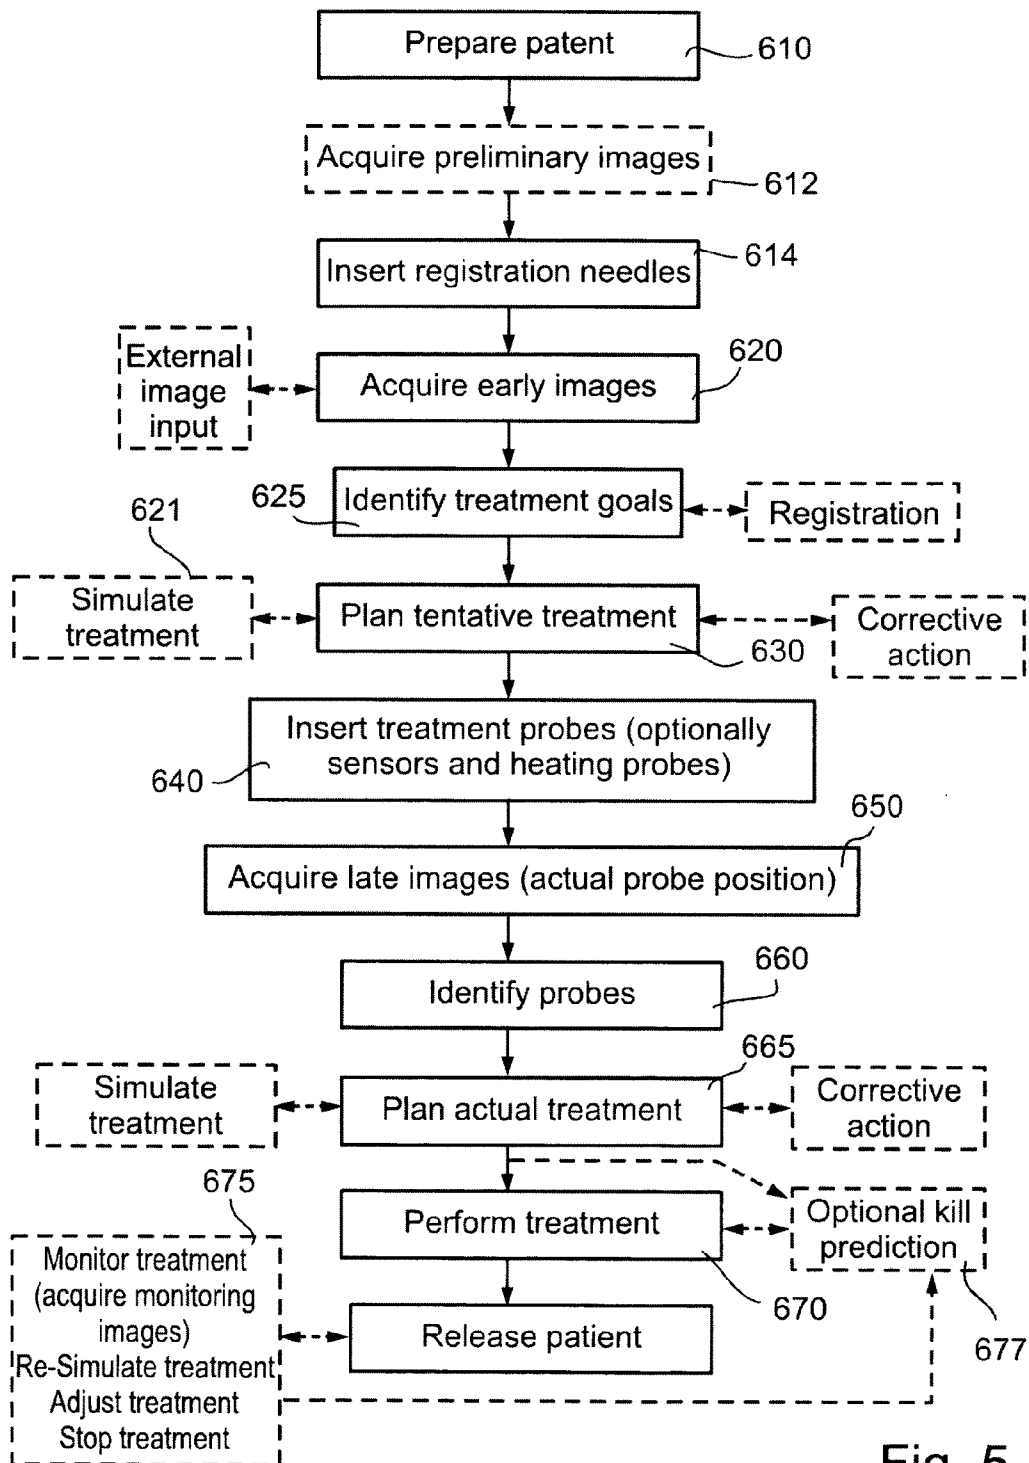 Prepare patent
610
Acquire preliminary images
612
Insert registration needles
614
External
image
input
Acquire early images
620
625
Identify treatment goals
Registration
621
Simulate
treatment
Plan tentative treatment
630
Corrective
action
Insert treatment probes (optionally
sensors and heating probes)
640
650
Acquire late images (actual probe position)
660
Identify probes
665
Simulate
treatment
Plan actual treatment
Corrective
action
675
Perform treatment
670
Optional kill
prediction
677
Monitor treatment
(acquire monitoring
images)
Re-Simulate treatment
Adjust treatment
Stop treatment
Release patient
Fig. 5